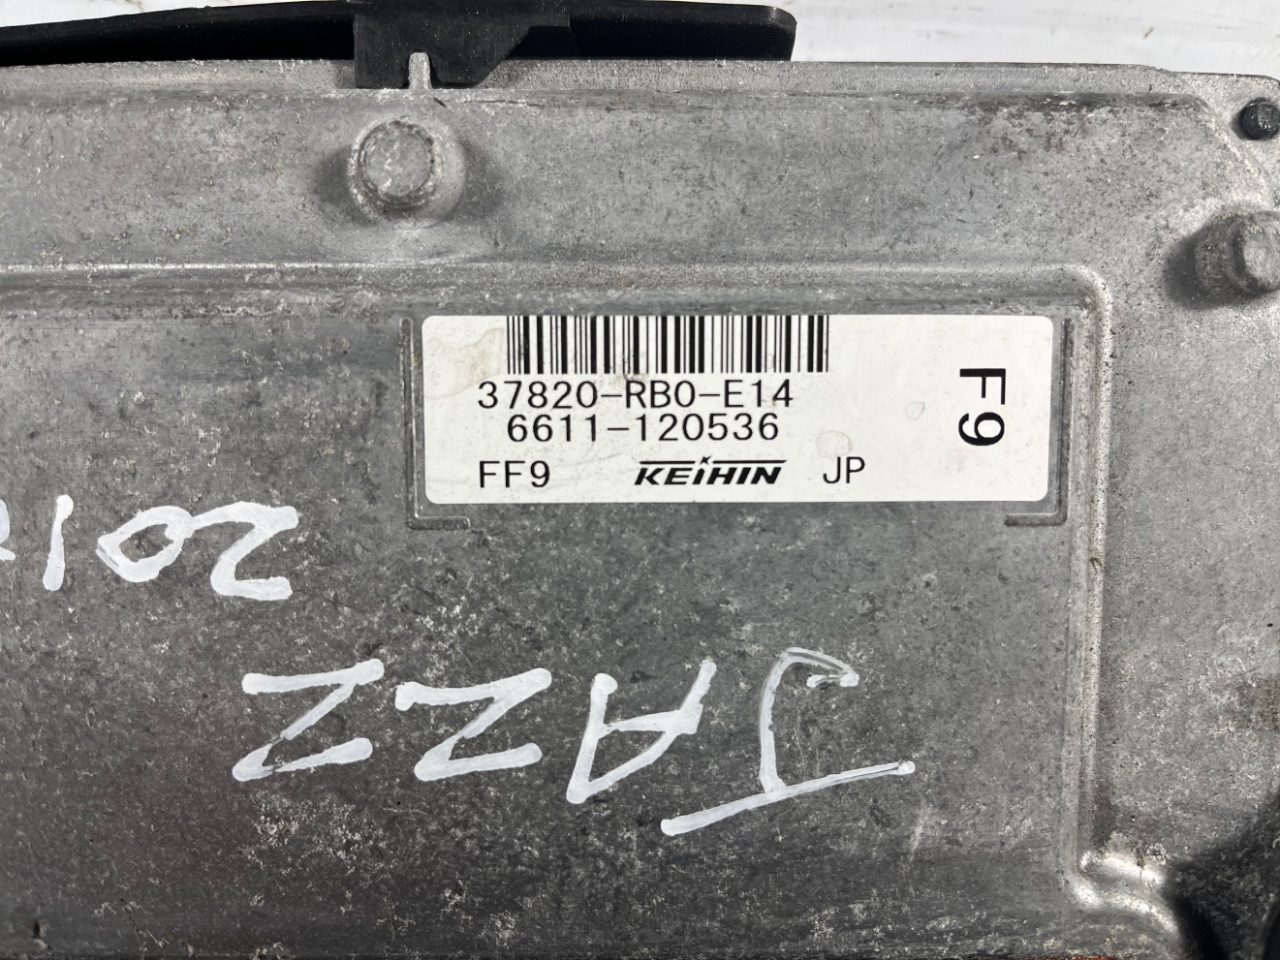 37820-RB0-E14
6611-120536
FF9 KEIHIN JP
F9
JAZZ